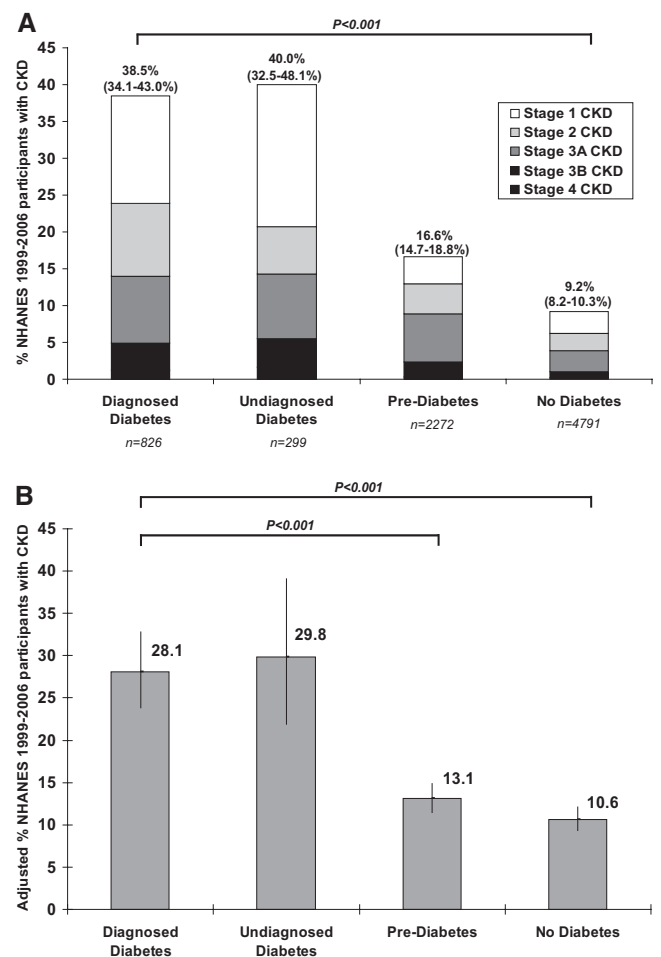 A
P<0.001
% NHANES 1999-2006 participants with CKD
45
40
35
30
25
20
15
10
5
0
38.5%
(34.1-43.0%)
40.0%
(32.5-48.1%)
16.6%
(14.7-18.8%)
9.2%
(8.2-10.3%)
Stage 1 CKD
Stage 2 CKD
Stage 3A CKD
Stage 3B CKD
Stage 4 CKD
Diagnosed
Diabetes
n=826
Undiagnosed
Diabetes
n=299
Pre-Diabetes
n=2272
No Diabetes
n=4791
B
P<0.001
P<0.001
Adjusted % NHANES 1999-2006 participants with CKD
45
40
35
30
25
20
15
10
5
0
28.1
29.8
13.1
10.6
Diagnosed
Diabetes
Undiagnosed
Diabetes
Pre-Diabetes
No Diabetes